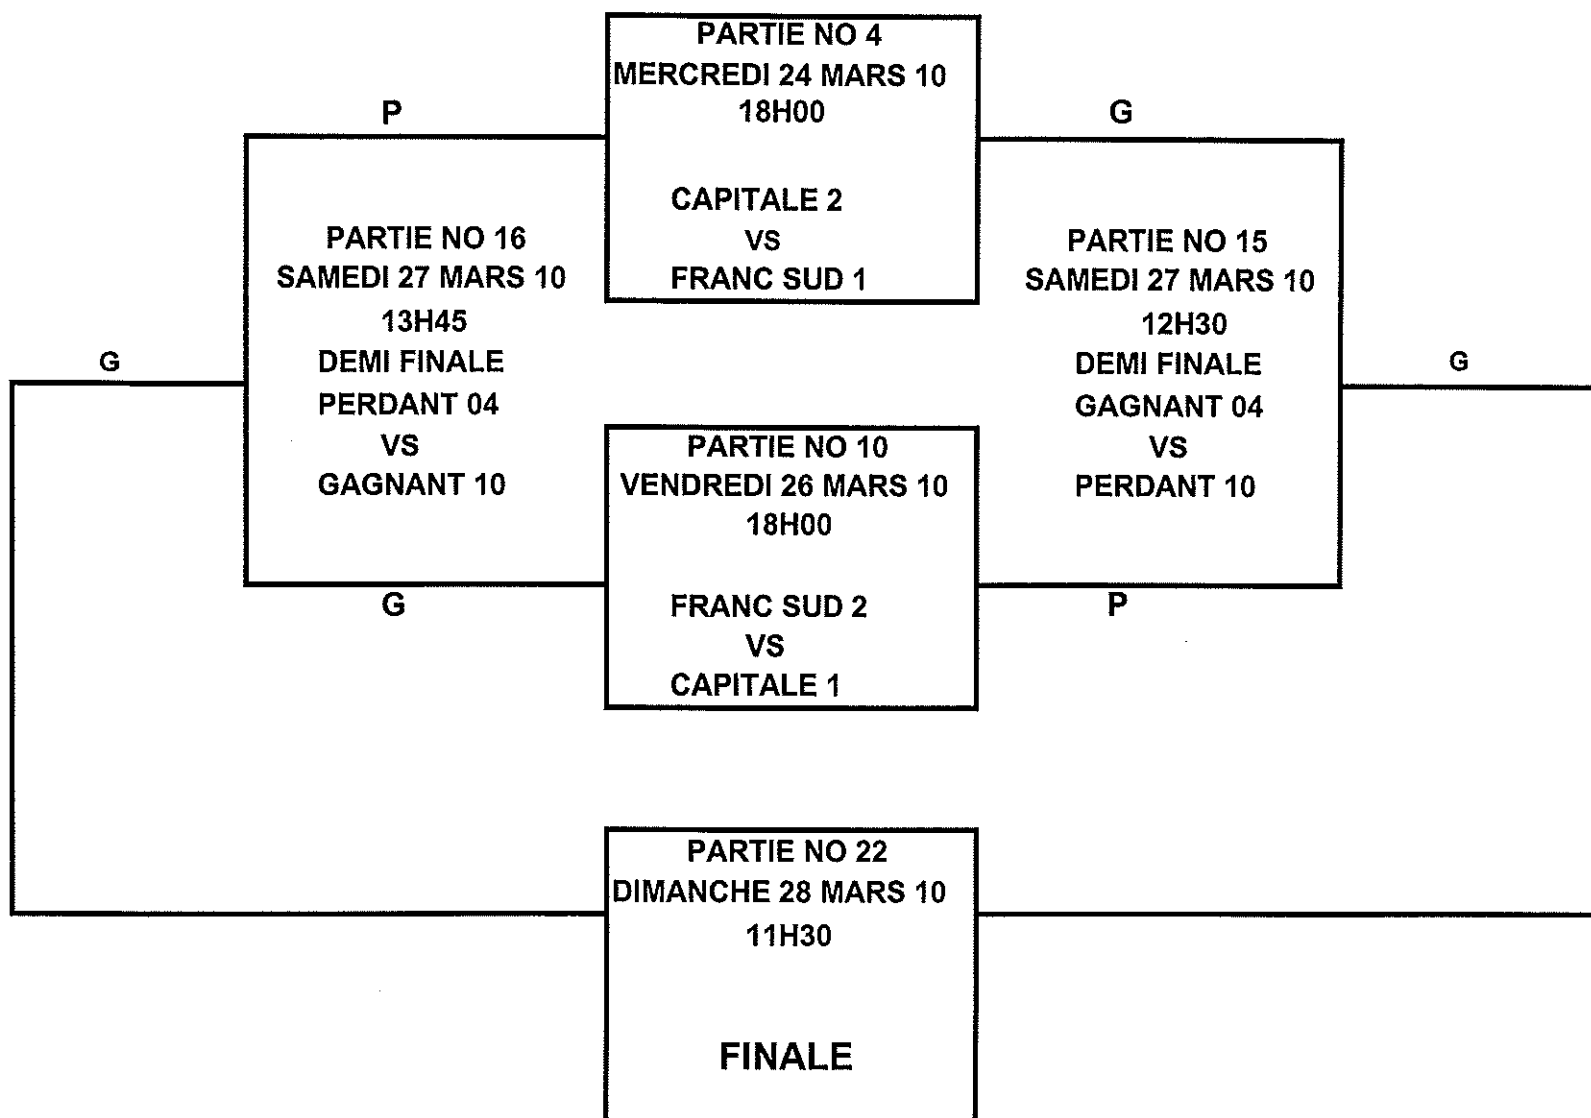 PARTIE NO 4
MERCREDI 24 MARS 10
18H00
CAPITALE 2
VS
FRANC SUD 1
P
G
PARTIE NO 16
SAMEDI 27 MARS 10
13H45
DEMI FINALE
PERDANT 04
VS
GAGNANT 10
G
G
PARTIE NO 15
SAMEDI 27 MARS 10
12H30
DEMI FINALE
GAGNANT 04
VS
PERDANT 10
G
P
PARTIE NO 10
VENDREDI 26 MARS 10
18H00
FRANC SUD 2
VS
CAPITALE 1
PARTIE NO 22
DIMANCHE 28 MARS 10
11H30
FINALE